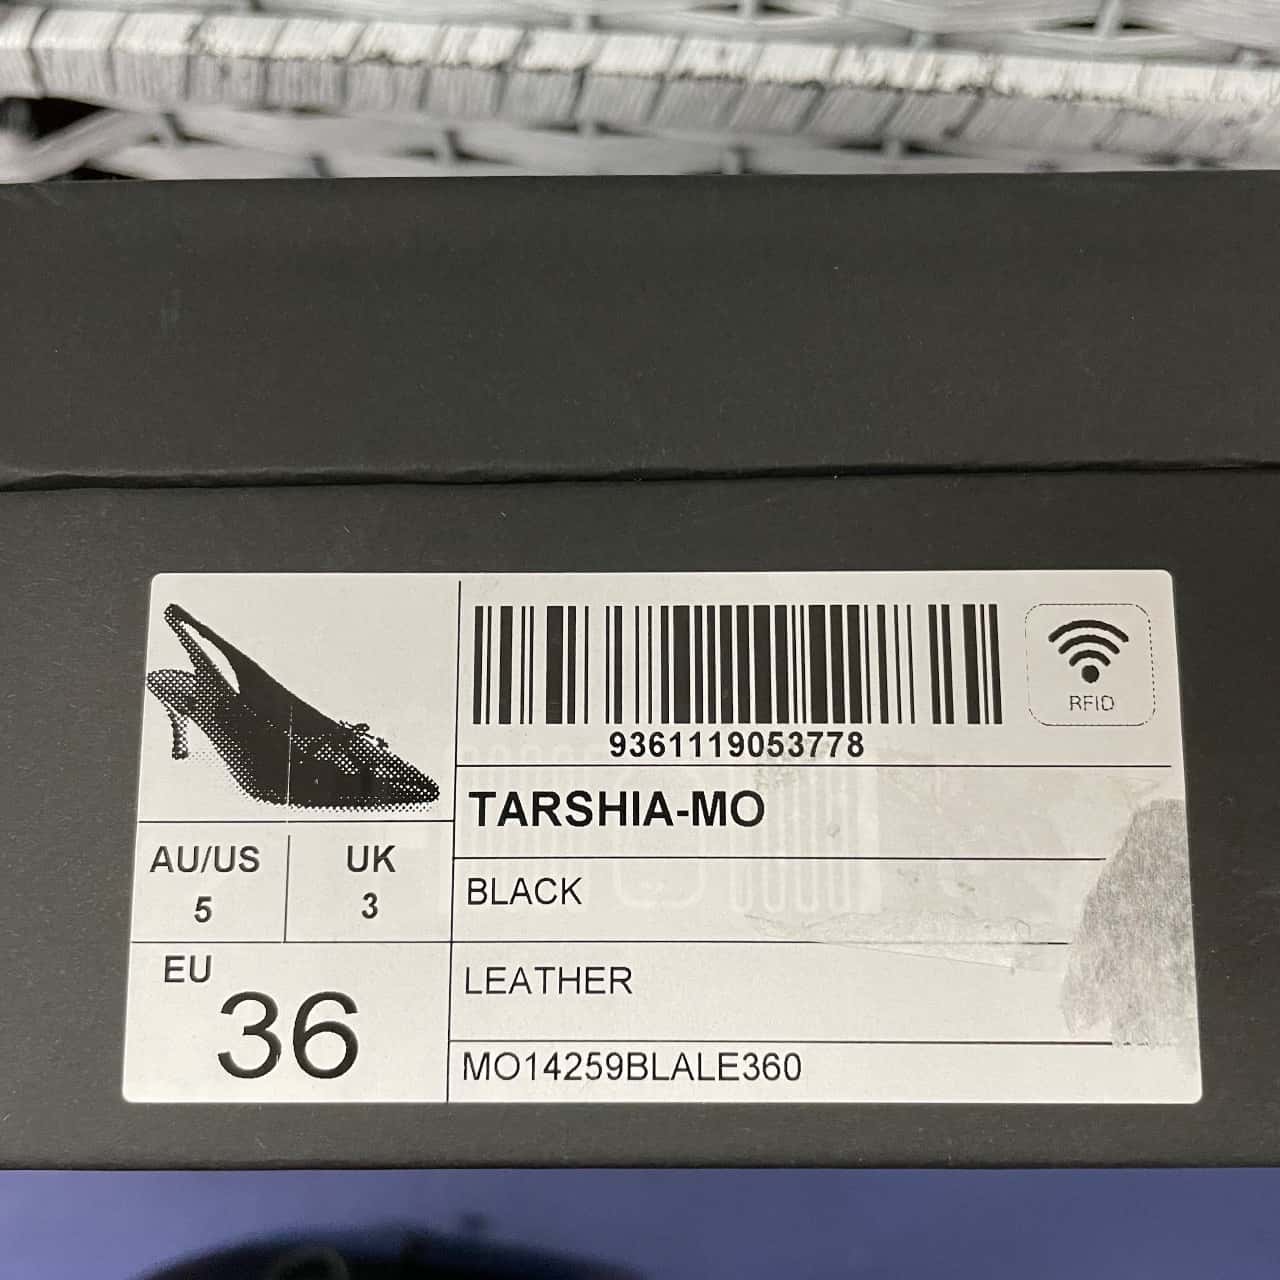 9361119053778
RFID
TARSHIA-MO
AU/US
5
UK
3
BLACK
EU
36
LEATHER
MO14259BLALE360